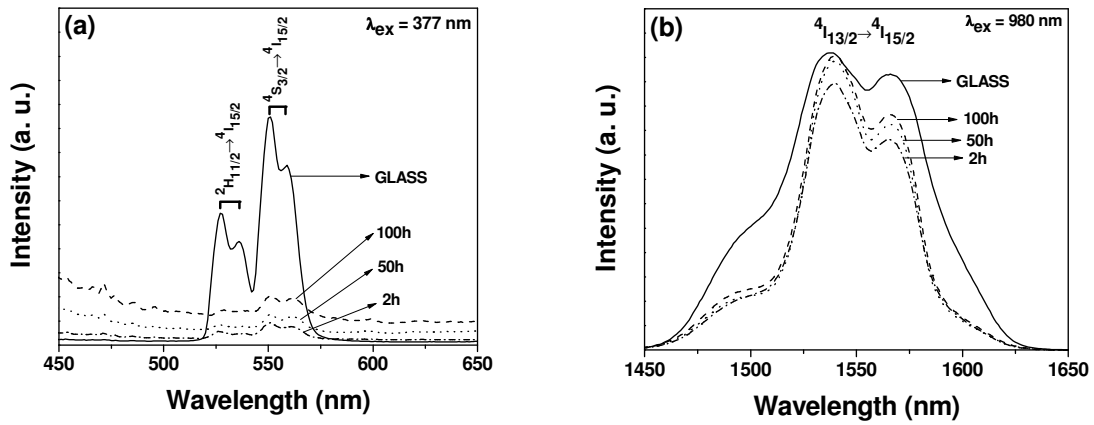 (a)
λex = 377 nm
²H11/2→⁴I15/2
⁴S3/2→⁴I15/2
GLASS
100h
50h
2h
Intensity (a. u.)
450 500 550 600 650
Wavelength (nm)
(b)
⁴I13/2→⁴I15/2
λex = 980 nm
GLASS
100h
50h
2h
Intensity (a. u.)
1450 1500 1550 1600 1650
Wavelength (nm)